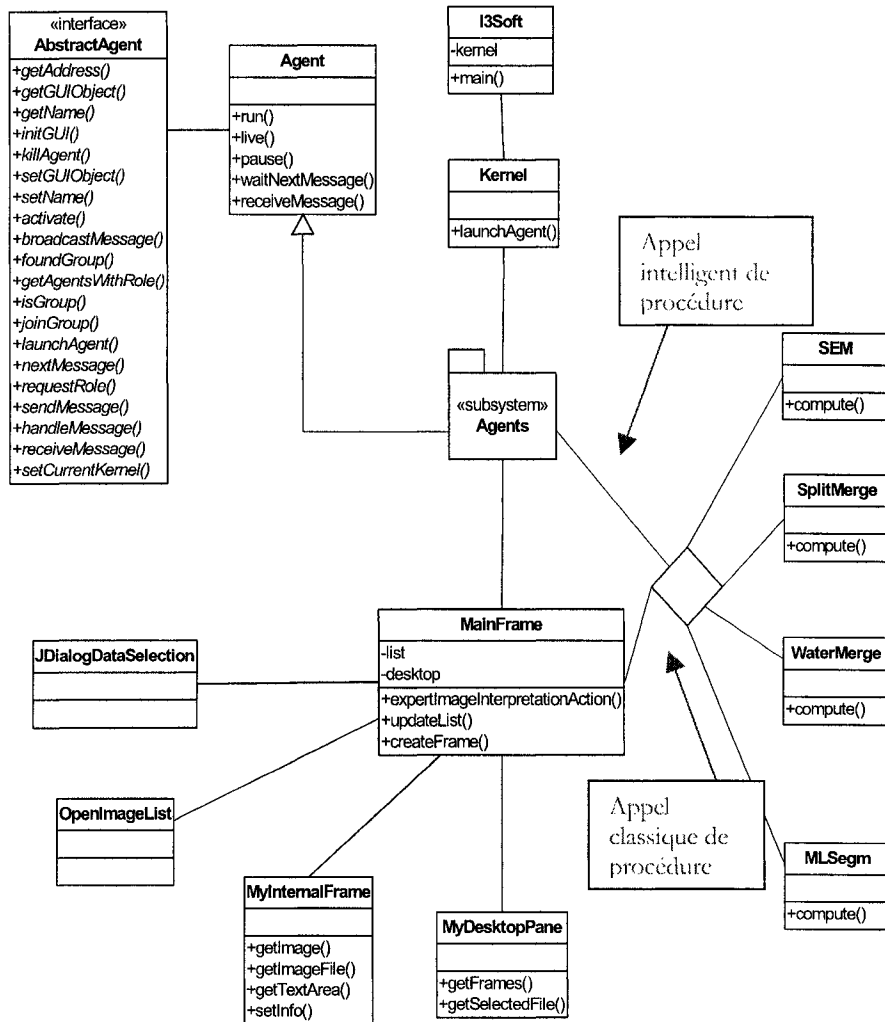 «interface»
AbstractAgent
+getAddress()
+getGUIObject()
+getName()
+initGUI()
+killAgent()
+setGUIObject()
+setName()
+activate()
+broadcastMessage()
+foundGroup()
+getAgentsWithRole()
+isGroup()
+joinGroup()
+launchAgent()
+nextMessage()
+requestRole()
+sendMessage()
+handleMessage()
+receiveMessage()
+setCurrentKernel()
Agent
+run()
+live()
+pause()
+waitNextMessage()
+receiveMessage()
I3Soft
-kernel
+main()
Kernel
+launchAgent()
Appel
intelligent de
procédure
«subsystem»
Agents
SEM
+compute()
SplitMerge
+compute()
WaterMerge
+compute()
MLSegm
+compute()
MainFrame
-list
-desktop
+expertImageInterpretationAction()
+updateList()
+createFrame()
JDialogDataSelection
OpenImageList
Appel
classique de
procédure
MyInternalFrame
+getImage()
+getImageFile()
+getTextArea()
+setInfo()
MyDesktopPane
+getFrames()
+getSelectedFile()